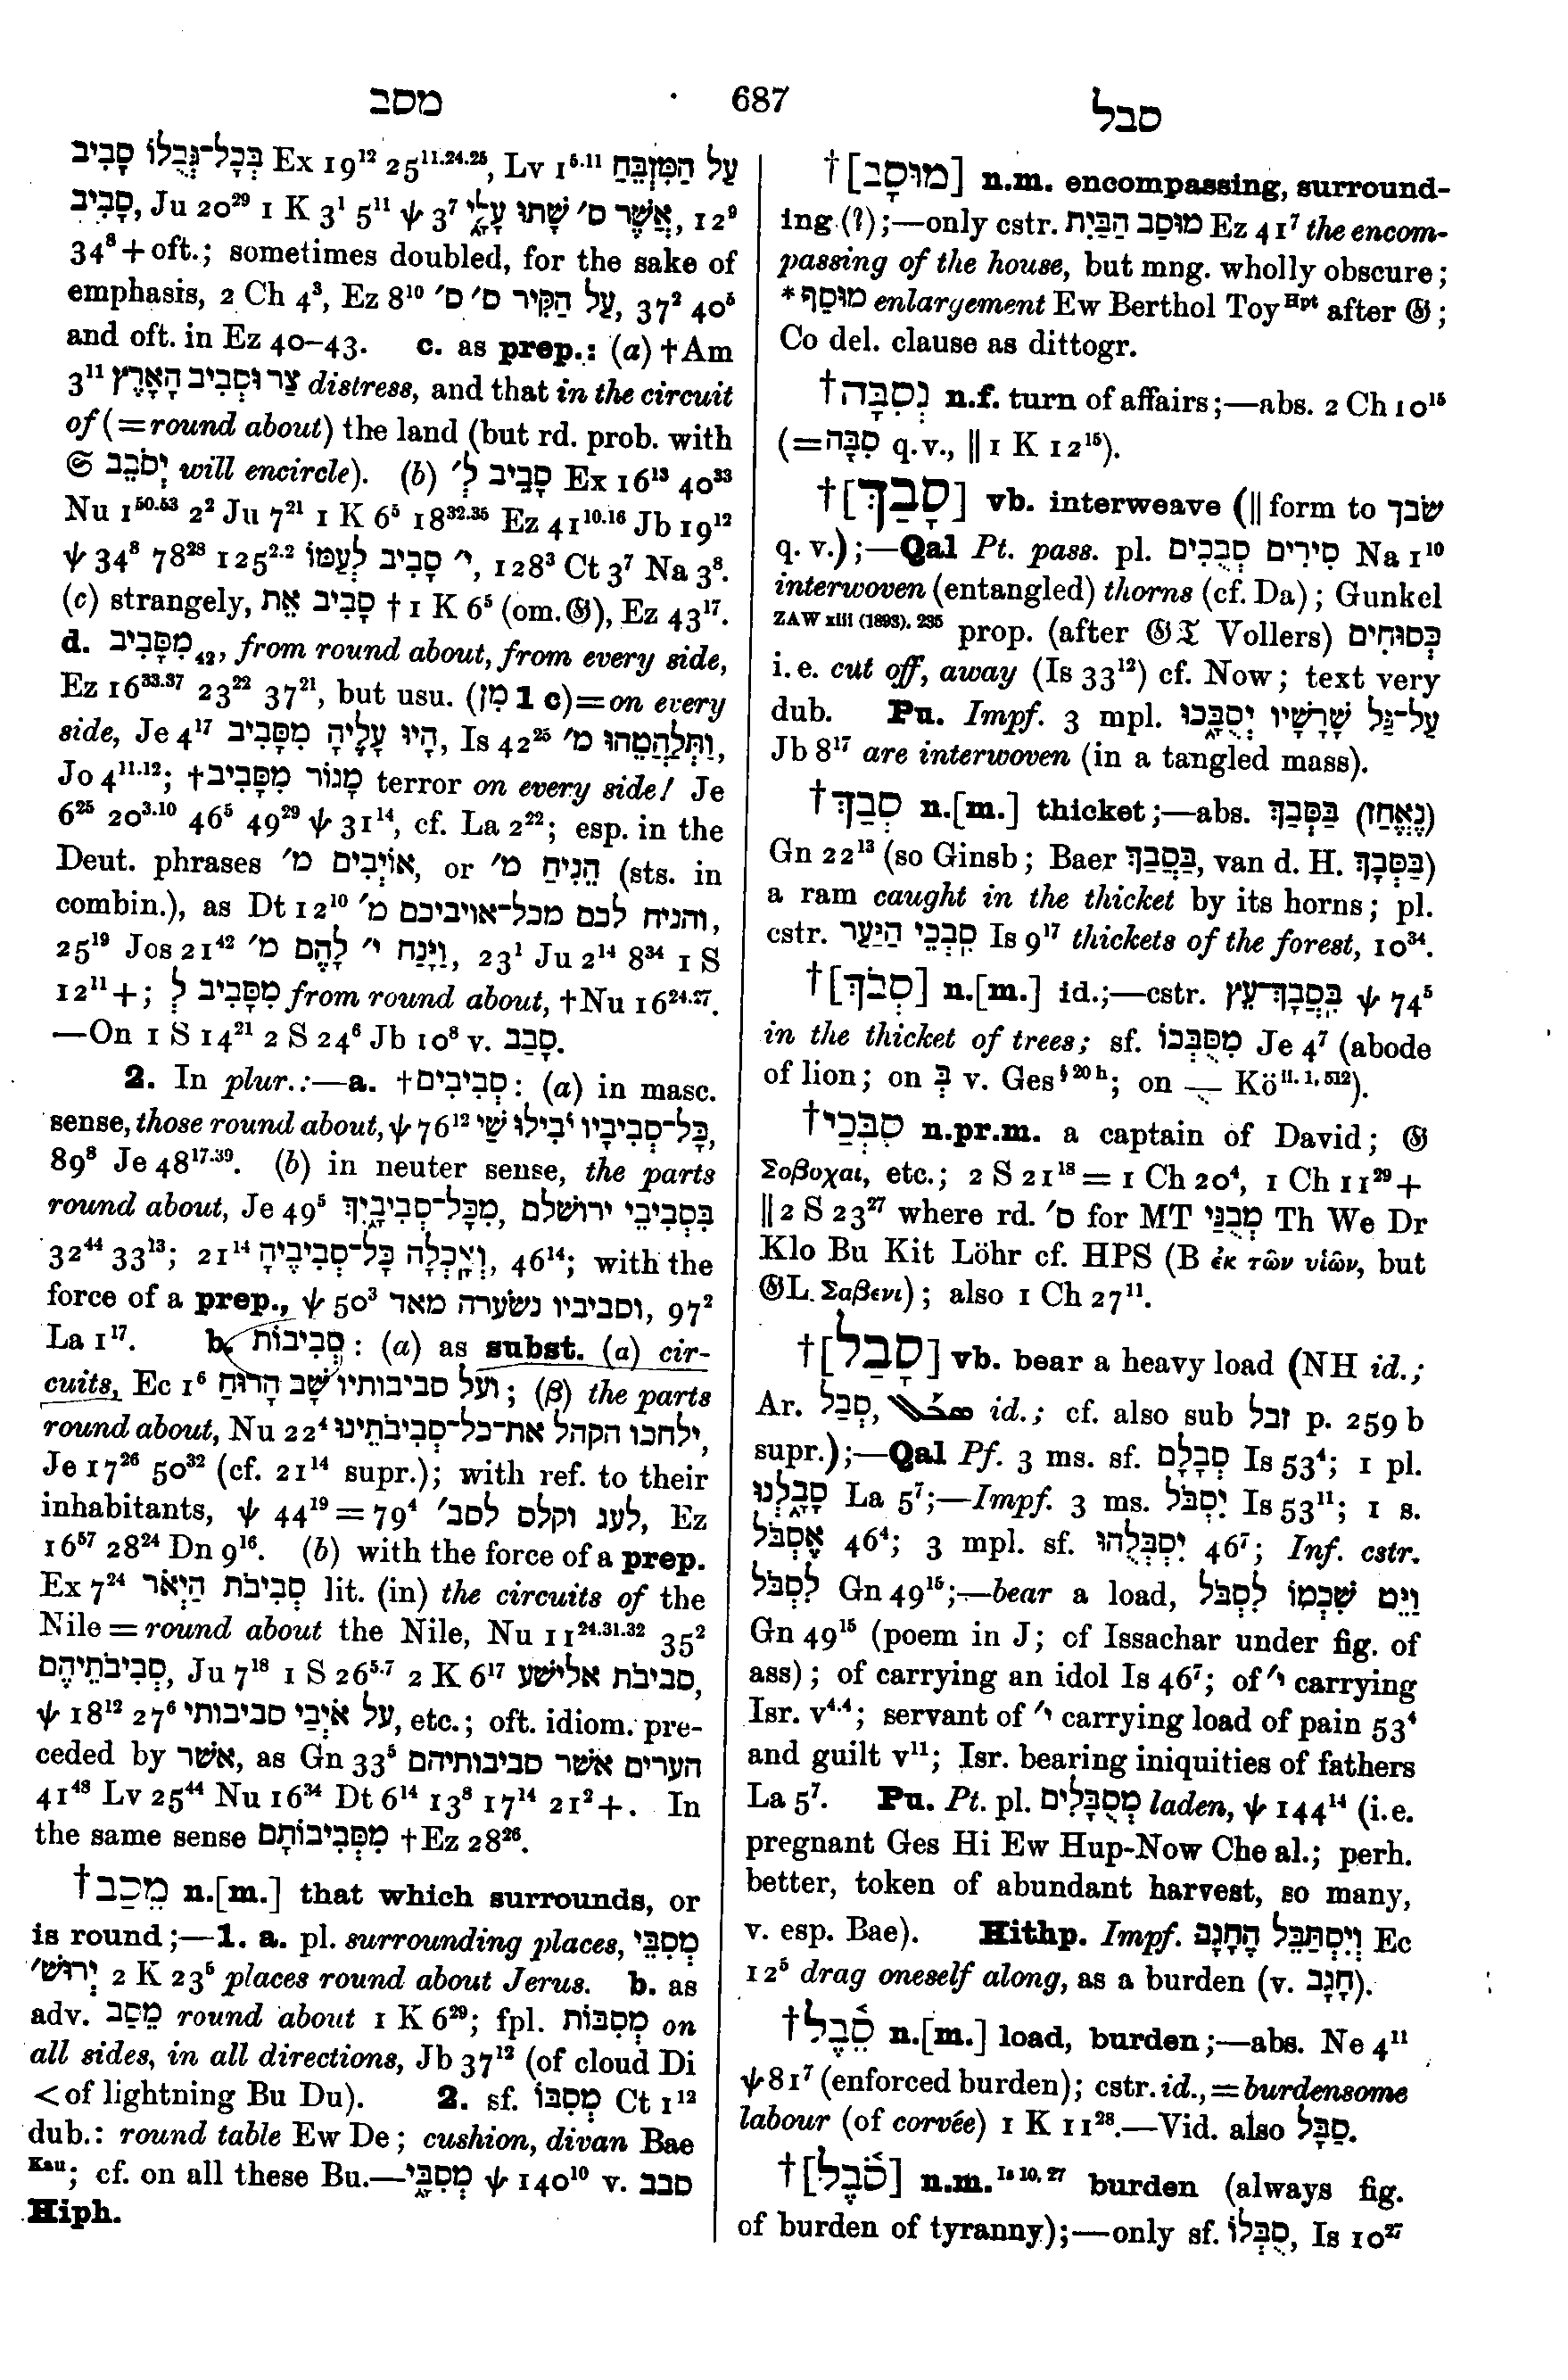 מסב
687
סבל
בְּכָל־גְּבֻלוֹ סָבִיב Ex 19¹² 25¹¹·²⁴·²⁵, Lv 1⁵·¹¹ עַל הַמִּזְבֵּחַ
סָבִיב, Ju 20²⁹ 1 K 3¹ 5¹¹ ψ 3⁷ אֲשֶׁר ס׳ שָׁתוּ עָלָ֑י, 12⁹
34⁸ + oft.; sometimes doubled, for the sake of
emphasis, 2 Ch 4³, Ez 8¹⁰ עַל הַקִּיר ס׳ ס׳, 37² 40⁵
and oft. in Ez 40–43. c. as prep.: (a) †Am
3¹¹ צַר וּסְבִיב הָאָרֶץ distress, and that in the circuit
of (= round about) the land (but rd. prob. with
𝔖 יְסֹבֵב will encircle). (b) סָבִיב לְ׳ Ex 16¹³ 40³³
Nu 1⁵⁰·⁵³ 2² Ju 7²¹ 1 K 6⁵ 18³²·³⁵ Ez 41¹⁰·¹⁶ Jb 19¹²
ψ 34⁸ 78²⁸ 125²·² י׳ סָבִיב לְעַמּוֹ, 128³ Ct 3⁷ Na 3⁸.
(c) strangely, סָבִיב אֵת † 1 K 6⁵ (om. 𝔊), Ez 43¹⁷.
d. מִסָּבִיב₄₂, from round about, from every side,
Ez 16³³·³⁷ 23²² 37²¹, but usu. (מִן 1 c) = on every
side, Je 4¹⁷ הָיוּ עָלֶיהָ מִסָּבִיב, Is 42²⁵ וַתְּלַהֲטֵהוּ מ׳,
Jo 4¹¹·¹²; †מָגוֹר מִסָּבִיב terror on every side! Je
6²⁵ 20³·¹⁰ 46⁵ 49²⁹ ψ 31¹⁴, cf. La 2²²; esp. in the
Deut. phrases אוֹיְבִים מ׳, or הֵנִיחַ מ׳ (sts. in
combin.), as Dt 12¹⁰ והניח לכם מכל־אויביכם מ׳,
25¹⁹ Jos 21⁴² וַיָּנַח י׳ לָהֶם מ׳, 23¹ Ju 2¹⁴ 8³⁴ 1 S
12¹¹ +; מִסָּבִיב לְ from round about, †Nu 16²⁴·²⁷.
—On 1 S 14²¹ 2 S 24⁶ Jb 10⁸ v. סָבַב.
2. In plur.:—a. †סְבִיבִים: (a) in masc.
sense, those round about, ψ 76¹² כָּל־סְבִיבָיו יֹבִילוּ שַׁי,
89⁸ Je 48¹⁷·³⁹. (b) in neuter sense, the parts
round about, Je 49⁵ מִכָּל־סְבִיבָ֑יִךְ, בִּסְבִיבֵי ירושלם
32⁴⁴ 33¹³; 21¹⁴ וְאָֽכְלָה כָּל־סְבִיבֶיהָ, 46¹⁴; with the
force of a prep., ψ 50³ וסביביו נשׂערה מאד, 97²
La 1¹⁷. b. סְבִיבוֹת: (a) as subst. (α) cir-
cuits, Ec 1⁶ ועל סביבותיו שָׁב הָרוּחַ; (β) the parts
round about, Nu 22⁴ ילחכו הקהל את־כל־סְבִיבֹתֵינוּ,
Je 17²⁶ 50³² (cf. 21¹⁴ supr.); with ref. to their
inhabitants, ψ 44¹⁹ = 79⁴ לעג וקלס לסב׳, Ez
16⁵⁷ 28²⁴ Dn 9¹⁶. (b) with the force of a prep.
Ex 7²⁴ סְבִיבֹת הַיְאֹר lit. (in) the circuits of the
Nile = round about the Nile, Nu 11²⁴·³¹·³² 35²
סְבִיבֹתֵיהֶם, Ju 7¹⁸ 1 S 26⁵·⁷ 2 K 6¹⁷ סביבֹת אלישע,
ψ 18¹² 27⁶ על אֹיְבַי סביבותי, etc.; oft. idiom. pre-
ceded by אשׁר, as Gn 33⁵ הערים אשׁר סביבותיהם
41⁴⁸ Lv 25⁴⁴ Nu 16³⁴ Dt 6¹⁴ 13⁸ 17¹⁴ 21²+. In
the same sense מִסְּבִיבוֹתָם †Ez 28²⁶.
†מֵסַב n.[m.] that which surrounds, or
is round;—1. a. pl. surrounding places, מְסִבֵּי
יְרוּשׁ׳ 2 K 23⁵ places round about Jerus. b. as
adv. מֵסַב round about 1 K 6²⁹; fpl. מְסִבּוֹת on
all sides, in all directions, Jb 37¹² (of cloud Di
< of lightning Bu Du). 2. sf. מְסִבּוֹ Ct 1¹²
dub.: round table Ew De; cushion, divan Bae
Kau; cf. on all these Bu.—מְסִבָּ֑י ψ 140¹⁰ v. סבב
Hiph.
†[מוּסָב] n.m. encompassing, surround-
ing (?);—only cstr. מוּסַב הַבַּיִת Ez 41⁷ the encom-
passing of the house, but mng. wholly obscure;
*מוּסַף enlargement Ew Berthol Toy Hpt after 𝔊;
Co del. clause as dittogr.
†נְסִבָּה n.f. turn of affairs;—abs. 2 Ch 10¹⁵
(= סִבָּה q.v., ‖ 1 K 12¹⁵).
†[סָבַךְ] vb. interweave (‖ form to שׂבך
q. v.);—Qal Pt. pass. pl. סִירִים סְבֻכִים Na 1¹⁰
interwoven (entangled) thorns (cf. Da); Gunkel
ZAW xiii (1893), 235 prop. (after 𝔊 𝔗 Vollers) כְּסוּחִים
i.e. cut off, away (Is 33¹²) cf. Now; text very
dub. Pu. Impf. 3 mpl. עַל־גַּל שָׁרָשָׁיו יְסֻבָּ֑כוּ
Jb 8¹⁷ are interwoven (in a tangled mass).
†סְבַךְ n.[m.] thicket;—abs. (נֶאֱחַז) בַּסְּבַךְ
Gn 22¹³ (so Ginsb; Baer בַּסֲּבַךְ, van d. H. בַּסְּבָךְ)
a ram caught in the thicket by its horns; pl.
cstr. סִבְכֵי הַיַּעַר Is 9¹⁷ thickets of the forest, 10³⁴.
†[סְבֹךְ] n.[m.] id.;—cstr. בִּסֲבָךְ־עֵץ ψ 74⁵
in the thicket of trees; sf. מִסֻּבְּכוֹ Je 4⁷ (abode
of lion; on בְּ v. Ges § 20 h; on ֲ Kö ii. 1, 512).
†סִבְּכַי n.pr.m. a captain of David; 𝔊
Σοβοχαι, etc.; 2 S 21¹⁸ = 1 Ch 20⁴, 1 Ch 11²⁹ +
‖ 2 S 23²⁷ where rd. ס׳ for MT מְבֻנַּי Th We Dr
Klo Bu Kit Löhr cf. HPS (B ἐκ τῶν υἱῶν, but
𝔊L. Σαβενι); also 1 Ch 27¹¹.
†[סָבַל] vb. bear a heavy load (NH id.;
Ar. סְבַל, id.; cf. also sub זבל p. 259 b
supr.);—Qal Pf. 3 ms. sf. סְבָלָם Is 53⁴; 1 pl.
סָבָ֑לְנוּ La 5⁷;—Impf. 3 ms. יִסְבֹּל Is 53¹¹; 1 s.
אֶסְבֹּל 46⁴; 3 mpl. sf. יִסְבְּלֻהוּ 46⁷; Inf. cstr.
לִסְבֹּל Gn 49¹⁵;—bear a load, וַיֵּט שִׁכְמוֹ לִסְבֹּל
Gn 49¹⁵ (poem in J; of Issachar under fig. of
ass); of carrying an idol Is 46⁷; of י׳ carrying
Isr. v⁴·⁴; servant of י׳ carrying load of pain 53⁴
and guilt v¹¹; Isr. bearing iniquities of fathers
La 5⁷. Pu. Pt. pl. מְסֻבָּלִים laden, ψ 144¹⁴ (i.e.
pregnant Ges Hi Ew Hup-Now Che al.; perh.
better, token of abundant harvest, so many,
v. esp. Bae). Hithp. Impf. וְיִסְתַּבֵּל הֶחָגָב Ec
12⁵ drag oneself along, as a burden (v. חָגָב).
†סֵ֫בֶל n.[m.] load, burden;—abs. Ne 4¹¹
ψ 81⁷ (enforced burden); cstr. id., = burdensome
labour (of corvée) 1 K 11²⁸.—Vid. also סַבָּל.
†[סֹ֫בֶל] n.m. Is 10, 27 burden (always fig.
of burden of tyranny);—only sf. סֻבֳּלוֹ, Is 10²⁷